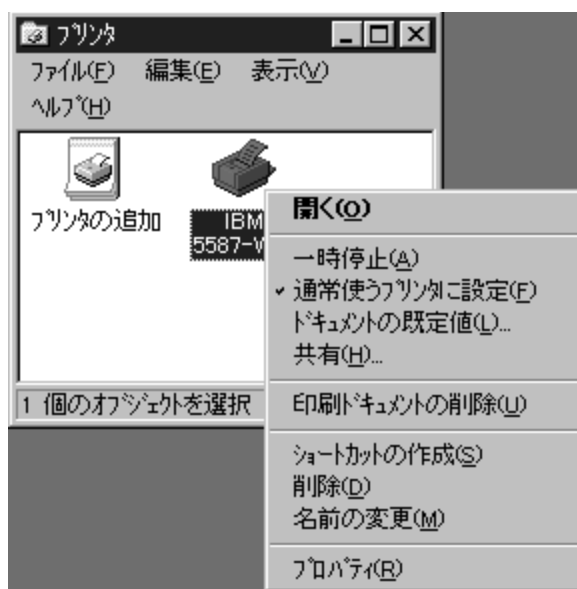 プリンタ
ファイル(F) 編集(E) 表示(V)
ヘルプ(H)
プリンタの追加
IBM
5587-
1 個のオブジェクトを選択
開く(O)
一時停止(A)
通常使うプリンタに設定(F)
ドキュメントの既定値(L)...
共有(H)...
印刷ドキュメントの削除(U)
ショートカットの作成(S)
削除(D)
名前の変更(M)
プロパティ(R)